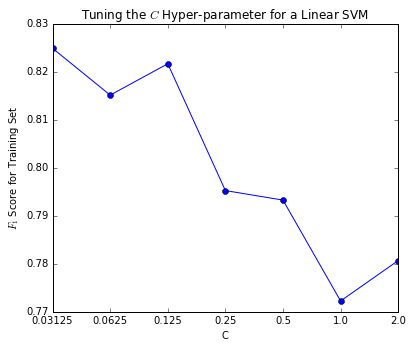 Tuning the C Hyper-parameter for a Linear SVM
0.83
0.82
0.81
0.80
0.79
0.78
0.77
F₁ Score for Training Set
0.03125 0.0625 0.125 0.25 0.5 1.0 2.0
C